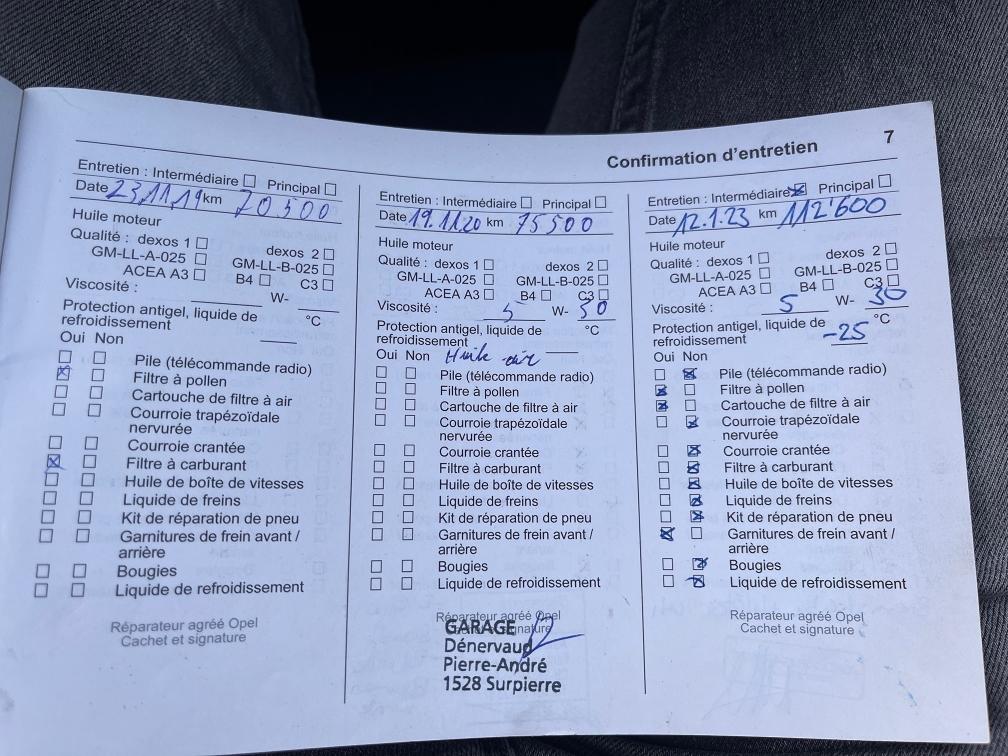 7
Confirmation d'entretien
Entretien : Intermédiaire ☐ Principal ☐
Date 23,11,19 km 70500
Huile moteur
Qualité : dexos 1 ☐ dexos 2 ☐
GM-LL-A-025 ☐ GM-LL-B-025 ☐
ACEA A3 ☐ B4 ☐ C3 ☐
Viscosité : W-
Protection antigel, liquide de
refroidissement °C
Oui Non
☐ ☐ Pile (télécommande radio)
☒ ☐ Filtre à pollen
☐ ☐ Cartouche de filtre à air
☐ ☐ Courroie trapézoïdale
nervurée
☐ ☐ Courroie crantée
☒ ☐ Filtre à carburant
☐ ☐ Huile de boîte de vitesses
☐ ☐ Liquide de freins
☐ ☐ Kit de réparation de pneu
☐ ☐ Garnitures de frein avant /
arrière
☐ ☐ Bougies
☐ ☐ Liquide de refroidissement
Réparateur agréé Opel
Cachet et signature
Entretien : Intermédiaire ☐ Principal ☐
Date 19.11.20 km 75500
Huile moteur
Qualité : dexos 1 ☐ dexos 2 ☐
GM-LL-A-025 ☐ GM-LL-B-025 ☐
ACEA A3 ☐ B4 ☐ C3 ☐
Viscosité : 5 W- 50
Protection antigel, liquide de
refroidissement °C
Oui Non Huile
☐ ☐ Pile (télécommande radio)
☐ ☐ Filtre à pollen
☐ ☐ Cartouche de filtre à air
☐ ☐ Courroie trapézoïdale
nervurée
☐ ☐ Courroie crantée
☐ ☐ Filtre à carburant
☐ ☐ Huile de boîte de vitesses
☐ ☐ Liquide de freins
☐ ☐ Kit de réparation de pneu
☐ ☐ Garnitures de frein avant /
arrière
☐ ☐ Bougies
☐ ☐ Liquide de refroidissement
Réparateur agréé Opel
GARAGE
Dénervaud
Pierre-André
1528 Surpierre
Entretien : Intermédiaire ☒ Principal ☐
Date 12.1.23 km 112'600
Huile moteur
Qualité : dexos 1 ☐ dexos 2 ☐
GM-LL-A-025 ☐ GM-LL-B-025 ☐
ACEA A3 ☐ B4 ☐ C3 ☐
Viscosité : 5 W- 30
Protection antigel, liquide de
refroidissement -25 °C
Oui Non
☐ ☒ Pile (télécommande radio)
☒ ☐ Filtre à pollen
☒ ☐ Cartouche de filtre à air
☐ ☒ Courroie trapézoïdale
nervurée
☐ ☒ Courroie crantée
☐ ☒ Filtre à carburant
☐ ☒ Huile de boîte de vitesses
☐ ☒ Liquide de freins
☐ ☒ Kit de réparation de pneu
☒ ☐ Garnitures de frein avant /
arrière
☐ ☒ Bougies
☐ ☒ Liquide de refroidissement
Réparateur agréé Opel
Cachet et signature